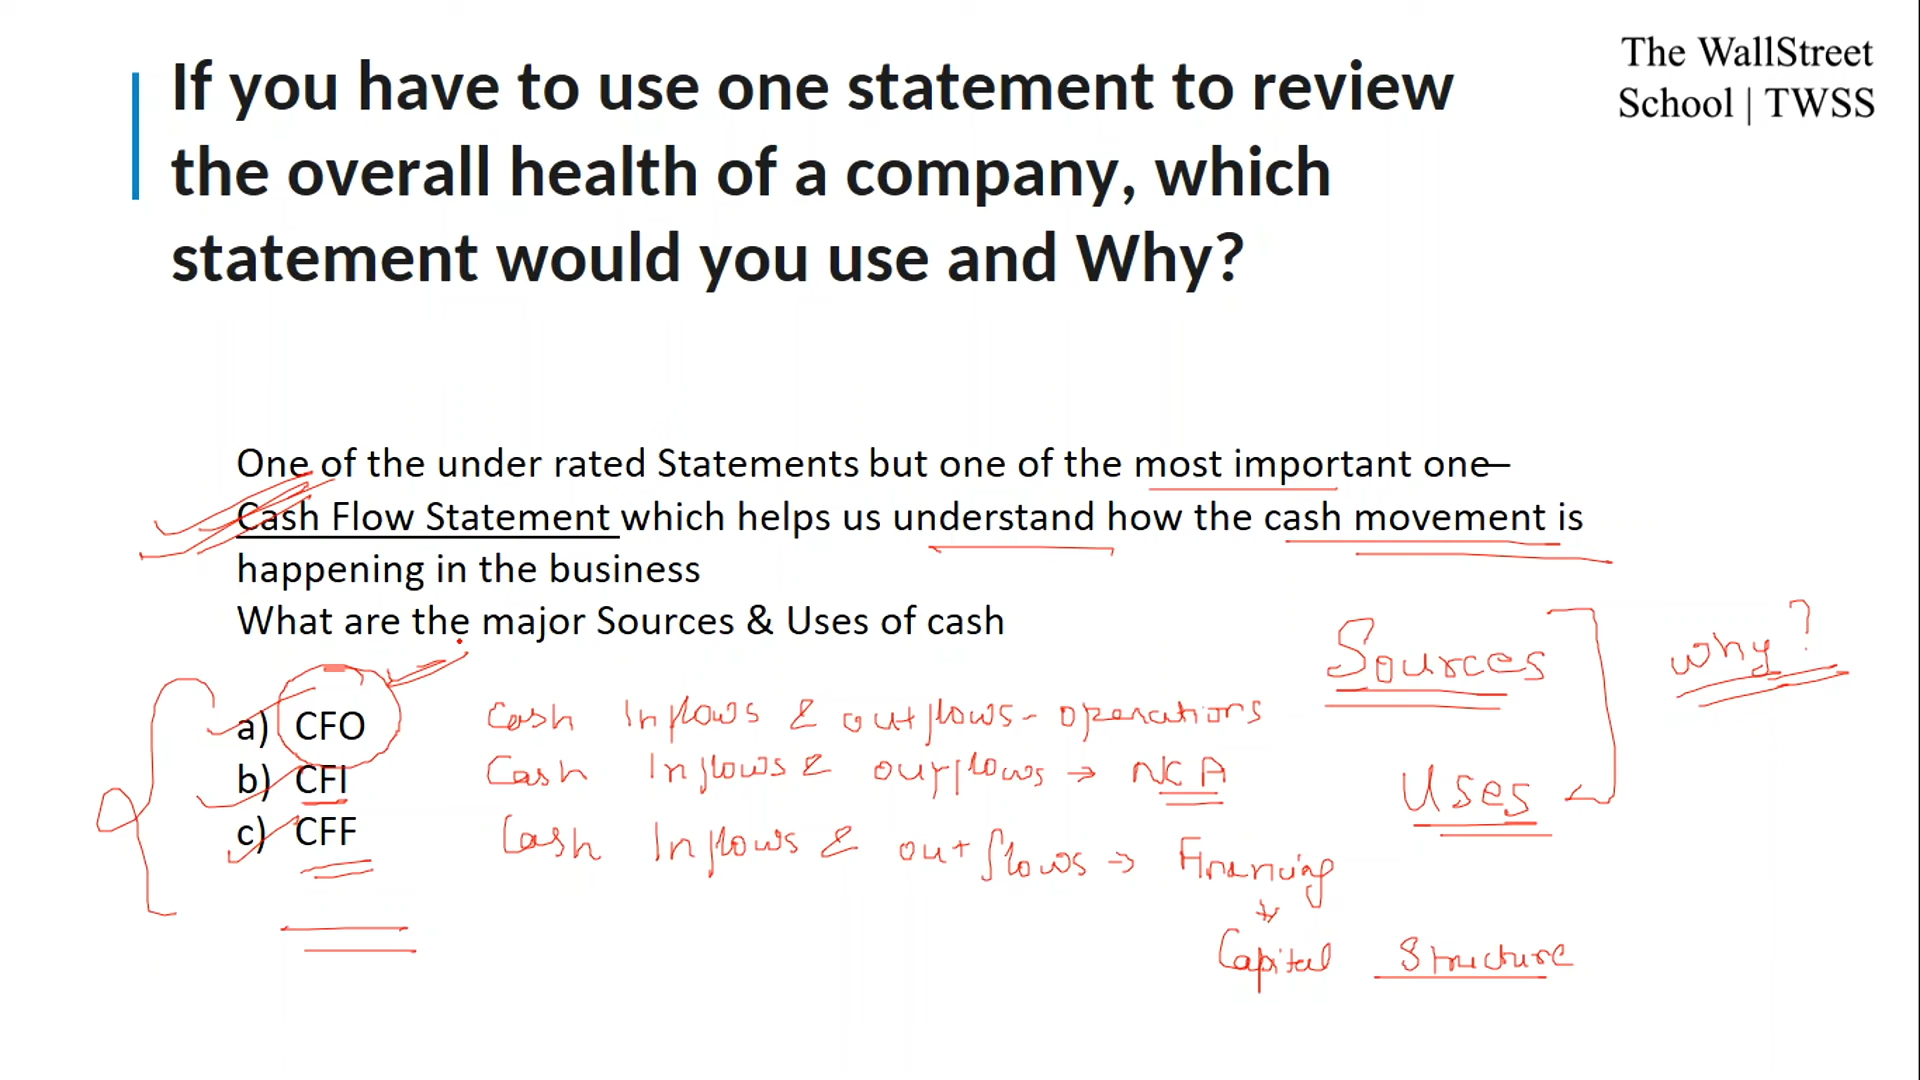 The WallStreet
School | TWSS
If you have to use one statement to review
the overall health of a company, which
statement would you use and Why?
One of the under rated Statements but one of the most important one–
Cash Flow Statement which helps us understand how the cash movement is
happening in the business
What are the major Sources & Uses of cash
Sources
why?
a) CFO
Cash Inflows & outflows - operations
b) CFI
Cash Inflows & outflows → NCA
Uses
c) CFF
Cash Inflows & outflows → Financing
Capital Structure